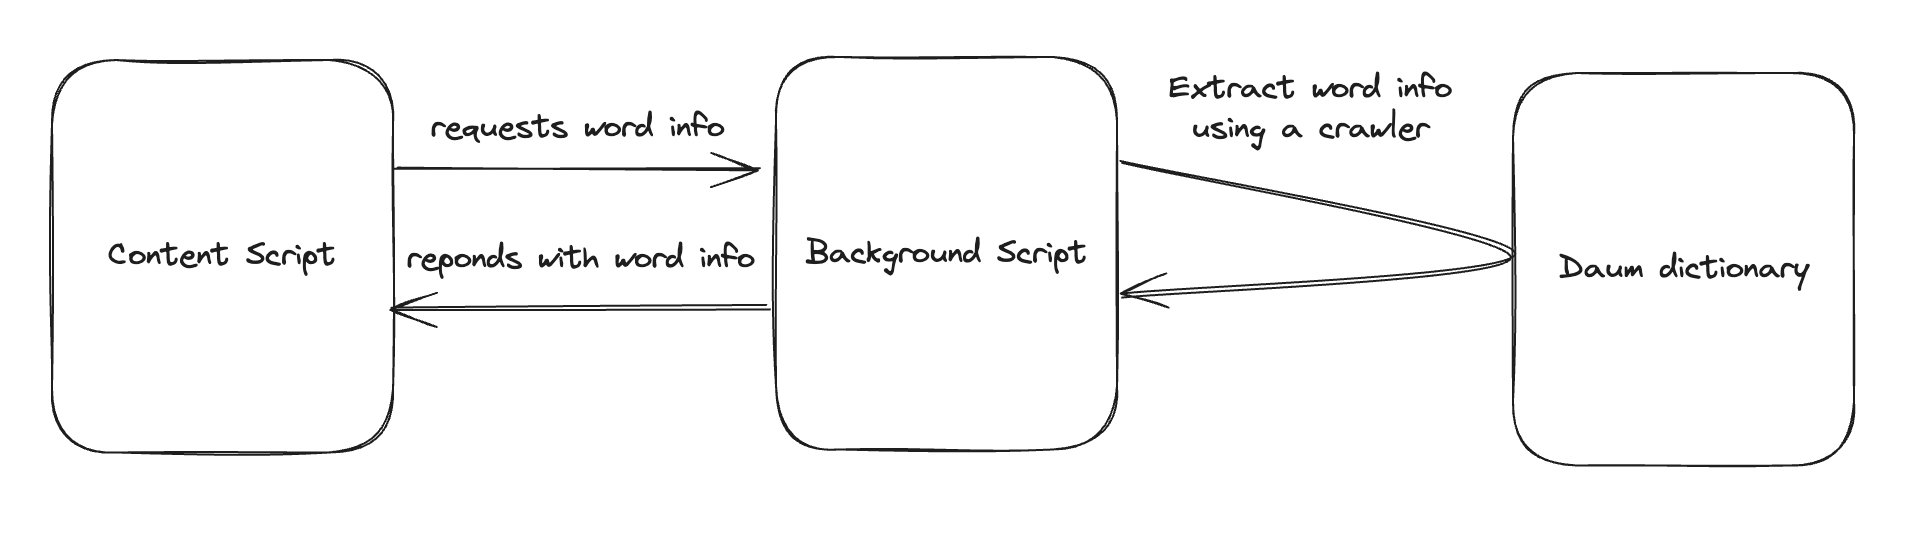 Extract word info
using a crawler
requests word info
Content Script
reponds with word info
Background Script
Daum dictionary